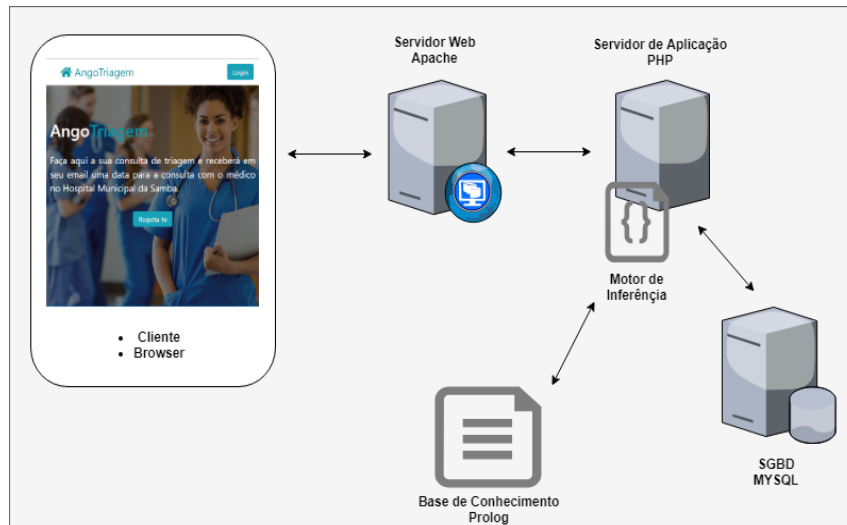 AngoTriagem
Login
AngoTriagem
Faça aqui a sua consulta de triagem e receberá em
seu email uma data para a consulta com o médico
no Hospital Municipal da Samba.
Cliente
Browser
Servidor Web
Apache
Servidor de Aplicação
PHP
{}
Motor de
Inferênçia
Base de Conhecimento
Prolog
SGBD
MYSQL